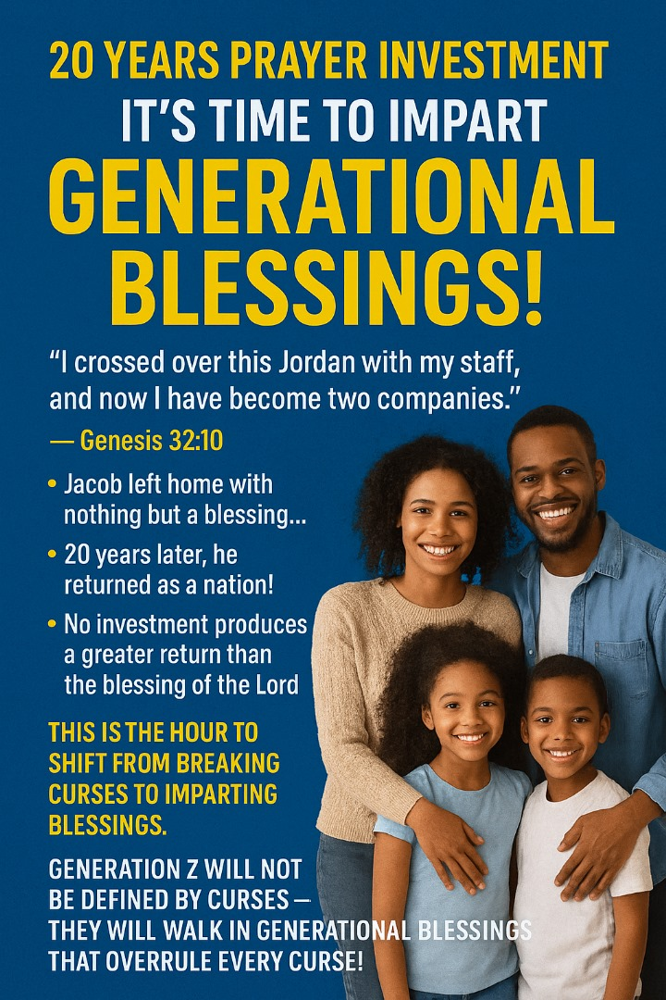 20 YEARS PRAYER INVESTMENT
IT'S TIME TO IMPART
GENERATIONAL
BLESSINGS!
“I crossed over this Jordan with my staff,
and now I have become two companies.”
— Genesis 32:10
• Jacob left home with
nothing but a blessing...
• 20 years later, he
returned as a nation!
• No investment produces
a greater return than
the blessing of the Lord
THIS IS THE HOUR TO
SHIFT FROM BREAKING
CURSES TO IMPARTING
BLESSINGS.
GENERATION Z WILL NOT
BE DEFINED BY CURSES —
THEY WILL WALK IN GENERATIONAL BLESSINGS
THAT OVERRULE EVERY CURSE!